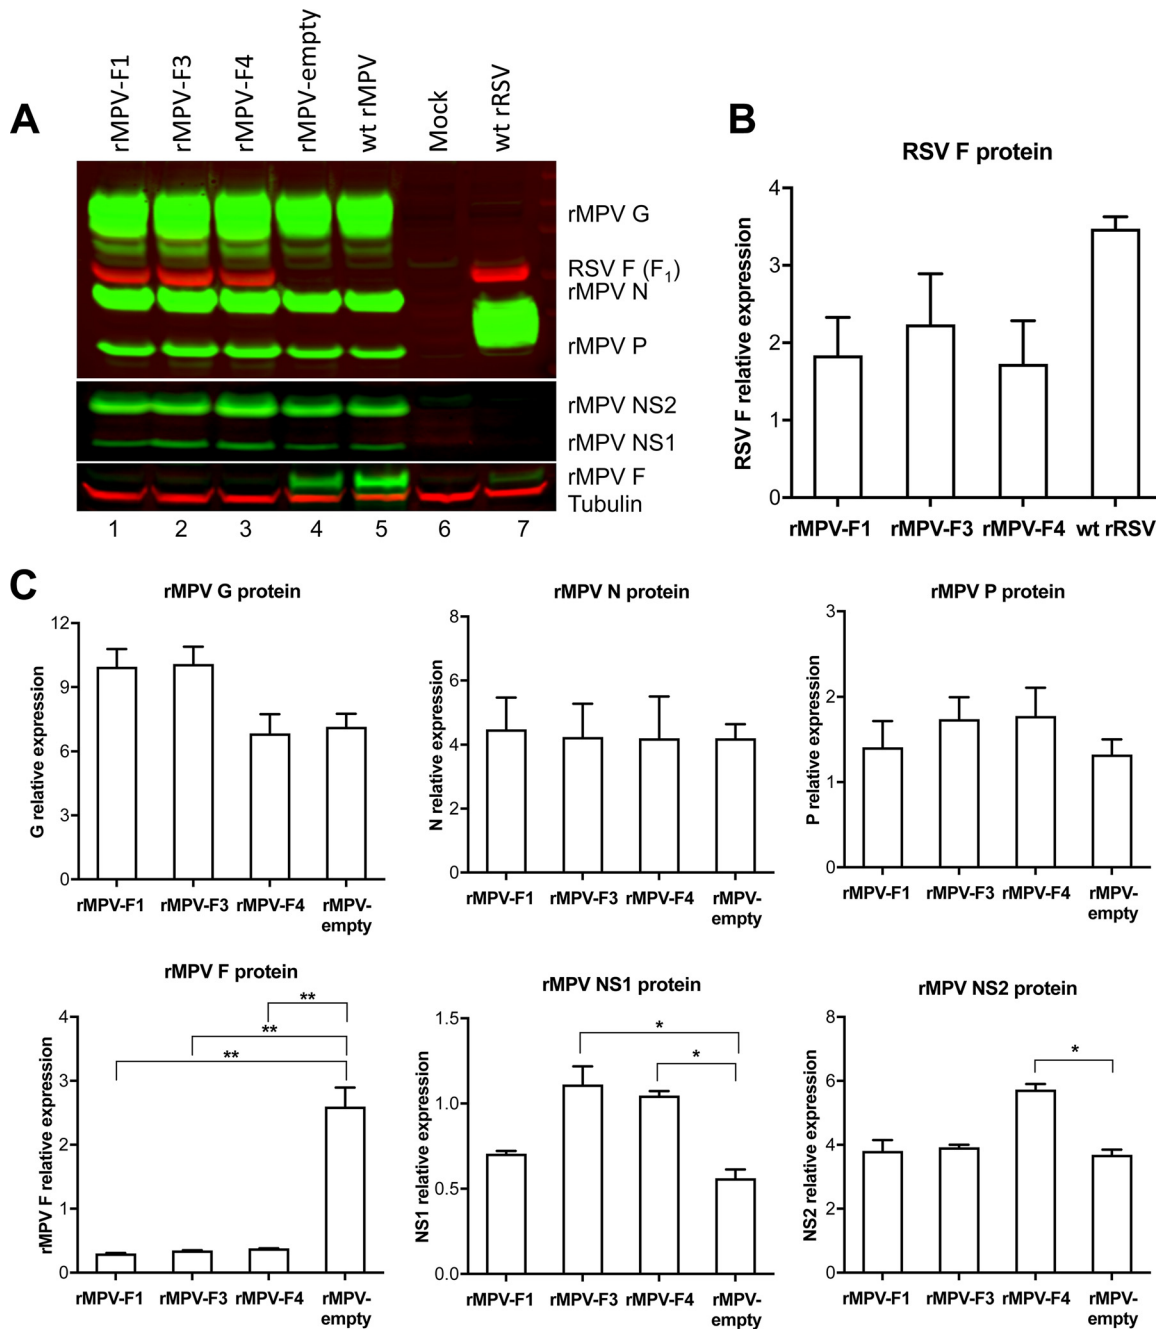 A
rMPV-F1
rMPV-F3
rMPV-F4
rMPV-empty
wt rMPV
Mock
wt rRSV
rMPV G
RSV F (F₁)
rMPV N
rMPV P
rMPV NS2
rMPV NS1
rMPV F
Tubulin
1 2 3 4 5 6 7
B
RSV F protein
RSV F relative expression
4
3
2
1
0
rMPV-F1 rMPV-F3 rMPV-F4 wt rRSV
C
rMPV G protein
G relative expression
12
9
6
3
0
rMPV-F1 rMPV-F3 rMPV-F4 rMPV-
empty
rMPV N protein
N relative expression
8
6
4
2
0
rMPV-F1 rMPV-F3 rMPV-F4 rMPV-
empty
rMPV P protein
P relative expression
3
2
1
0
rMPV-F1 rMPV-F3 rMPV-F4 rMPV-
empty
rMPV F protein
rMPV F relative expression
4
3
2
1
0
**
**
**
rMPV-F1 rMPV-F3 rMPV-F4 rMPV-
empty
rMPV NS1 protein
NS1 relative expression
1.5
1.0
0.5
0.0
*
*
rMPV-F1 rMPV-F3 rMPV-F4 rMPV-
empty
rMPV NS2 protein
NS2 relative expression
8
6
4
2
0
*
rMPV-F1 rMPV-F3 rMPV-F4 rMPV-
empty